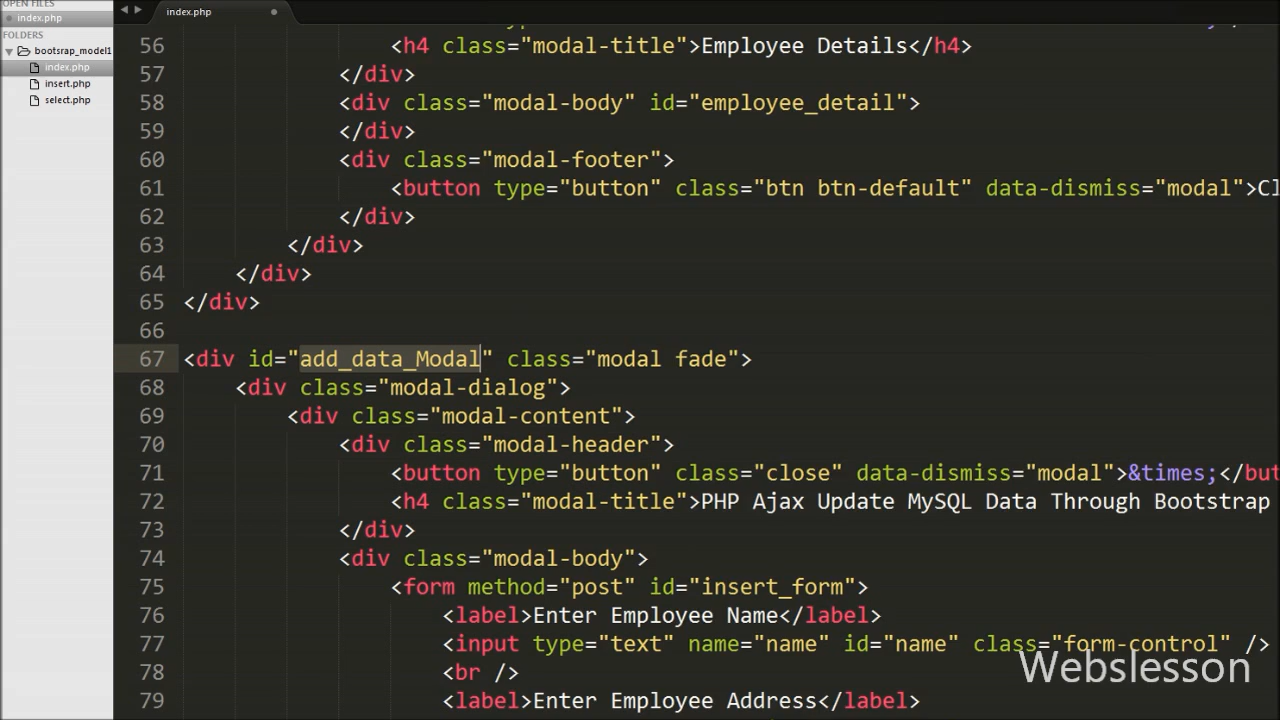 OPEN FILES
index.php
FOLDERS
bootsrap_model1
index.php
insert.php
select.php
index.php
56 <h4 class="modal-title">Employee Details</h4>
57 </div>
58 <div class="modal-body" id="employee_detail">
59 </div>
60 <div class="modal-footer">
61 <button type="button" class="btn btn-default" data-dismiss="modal">Cl
62 </div>
63 </div>
64 </div>
65 </div>
66
67 <div id="add_data_Modal" class="modal fade">
68 <div class="modal-dialog">
69 <div class="modal-content">
70 <div class="modal-header">
71 <button type="button" class="close" data-dismiss="modal">&times;</but
72 <h4 class="modal-title">PHP Ajax Update MySQL Data Through Bootstrap
73 </div>
74 <div class="modal-body">
75 <form method="post" id="insert_form">
76 <label>Enter Employee Name</label>
77 <input type="text" name="name" id="name" class="form-control" />
78 <br />
79 <label>Enter Employee Address</label>
Webslesson